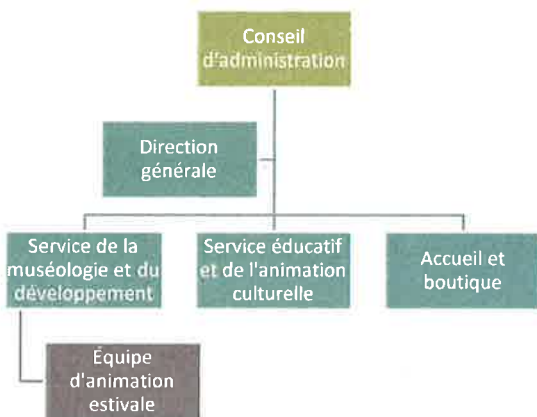 Conseil
d'administration
Direction
générale
Service de la
muséologie et du
développement
Service éducatif
et de l'animation
culturelle
Accueil et
boutique
Équipe
d'animation
estivale